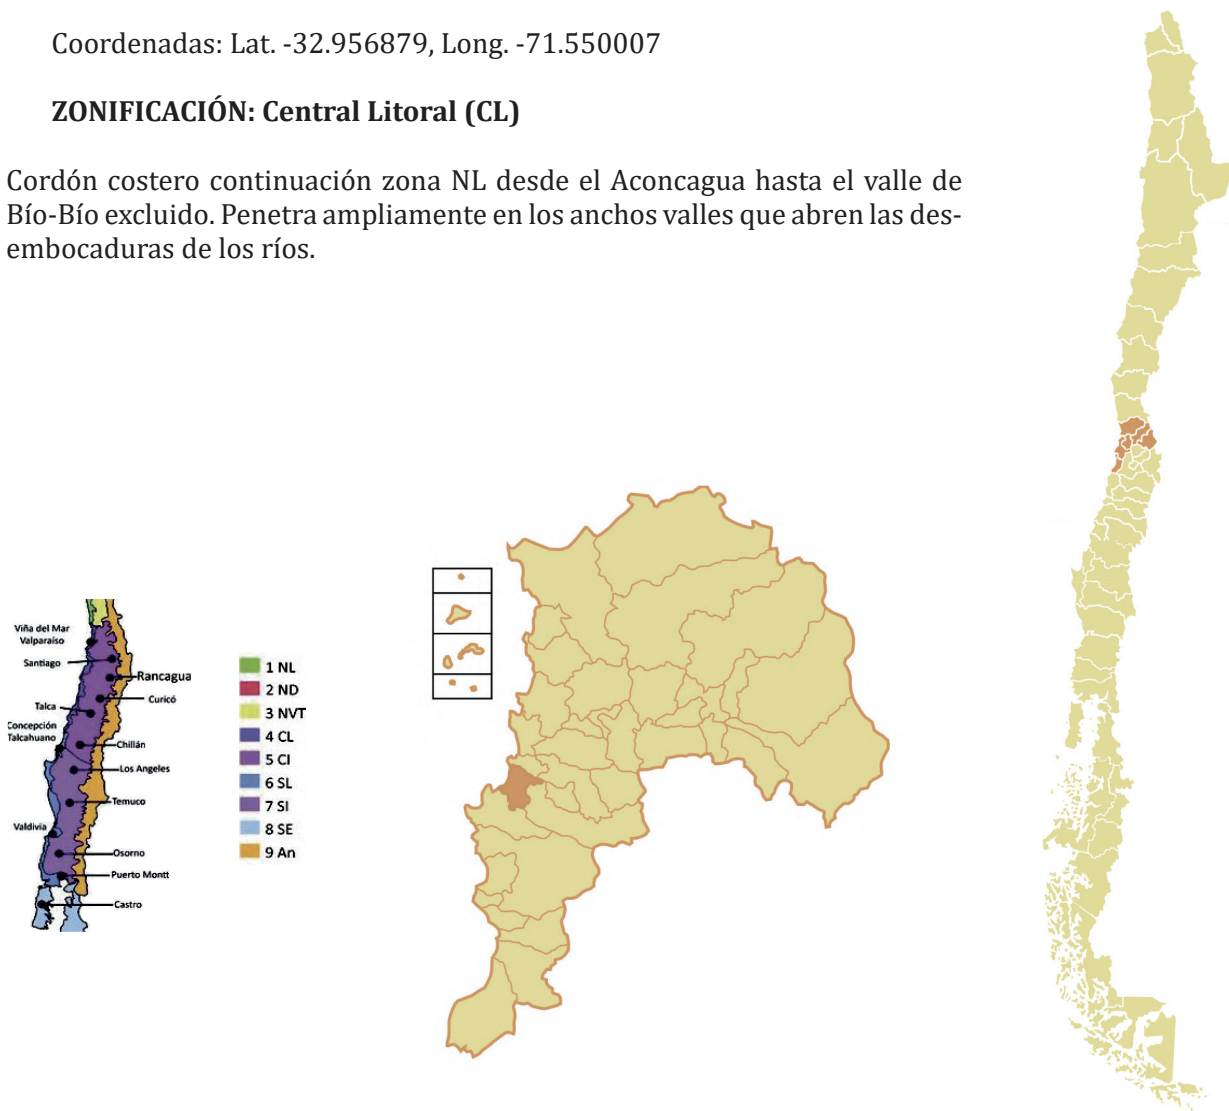 Coordenadas: Lat. -32.956879, Long. -71.550007
ZONIFICACIÓN: Central Litoral (CL)
Cordón costero continuación zona NL desde el Aconcagua hasta el valle de
Bío-Bío excluido. Penetra ampliamente en los anchos valles que abren las des-
embocaduras de los ríos.
Viña del Mar
Valparaiso
Santiago
Rancagua
Curicó
Talca
Concepción
Talcahuano
Chillán
Los Angeles
Temuco
Valdivia
Osorno
Puerto Montt
Castro
1 NL
2 ND
3 NVT
4 CL
5 CI
6 SL
7 SI
8 SE
9 An